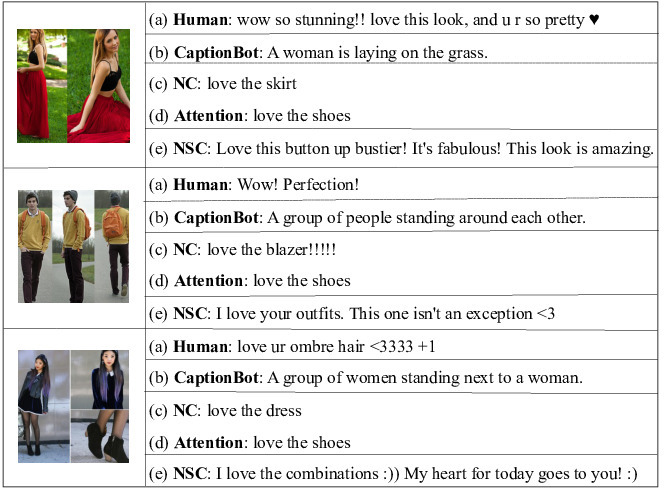 (a) Human: wow so stunning!! love this look, and u r so pretty ♥
(b) CaptionBot: A woman is laying on the grass.
(c) NC: love the skirt
(d) Attention: love the shoes
(e) NSC: Love this button up bustier! It's fabulous! This look is amazing.
(a) Human: Wow! Perfection!
(b) CaptionBot: A group of people standing around each other.
(c) NC: love the blazer!!!!!
(d) Attention: love the shoes
(e) NSC: I love your outfits. This one isn't an exception <3
(a) Human: love ur ombre hair <3333 +1
(b) CaptionBot: A group of women standing next to a woman.
(c) NC: love the dress
(d) Attention: love the shoes
(e) NSC: I love the combinations :)) My heart for today goes to you! :)